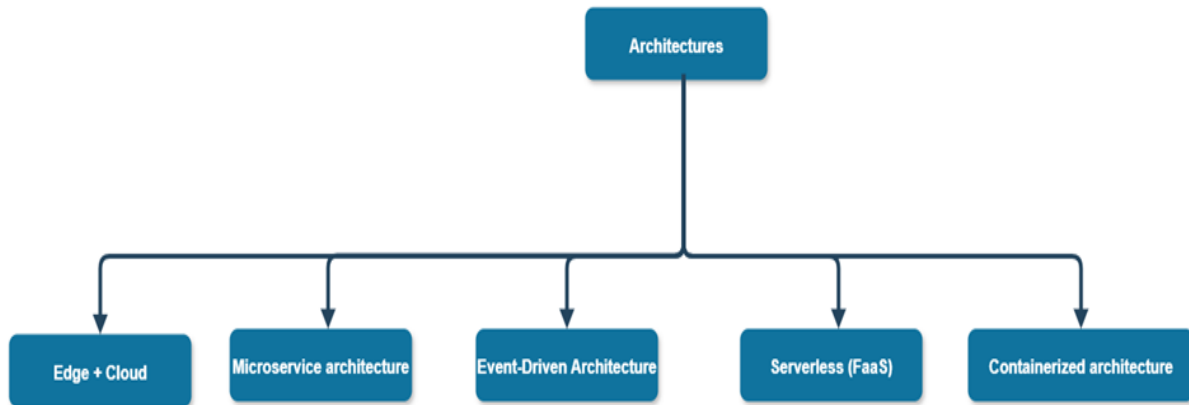 Architectures
Edge + Cloud
Microservice architecture
Event-Driven Architecture
Serverless (FaaS)
Containerized architecture